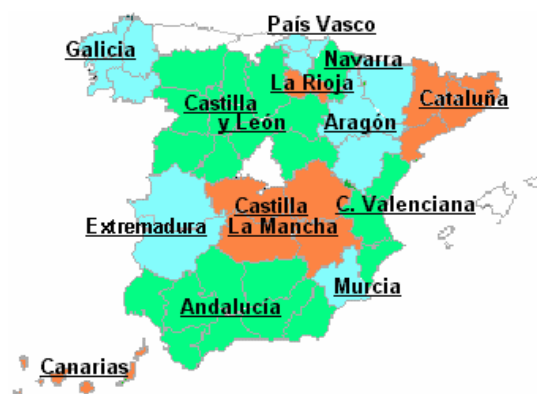 País Vasco
Galicia
Navarra
La Rioja
Cataluña
Castilla
y León
Aragón
Castilla
La Mancha
C. Valenciana
Extremadura
Murcia
Andalucía
Canarias